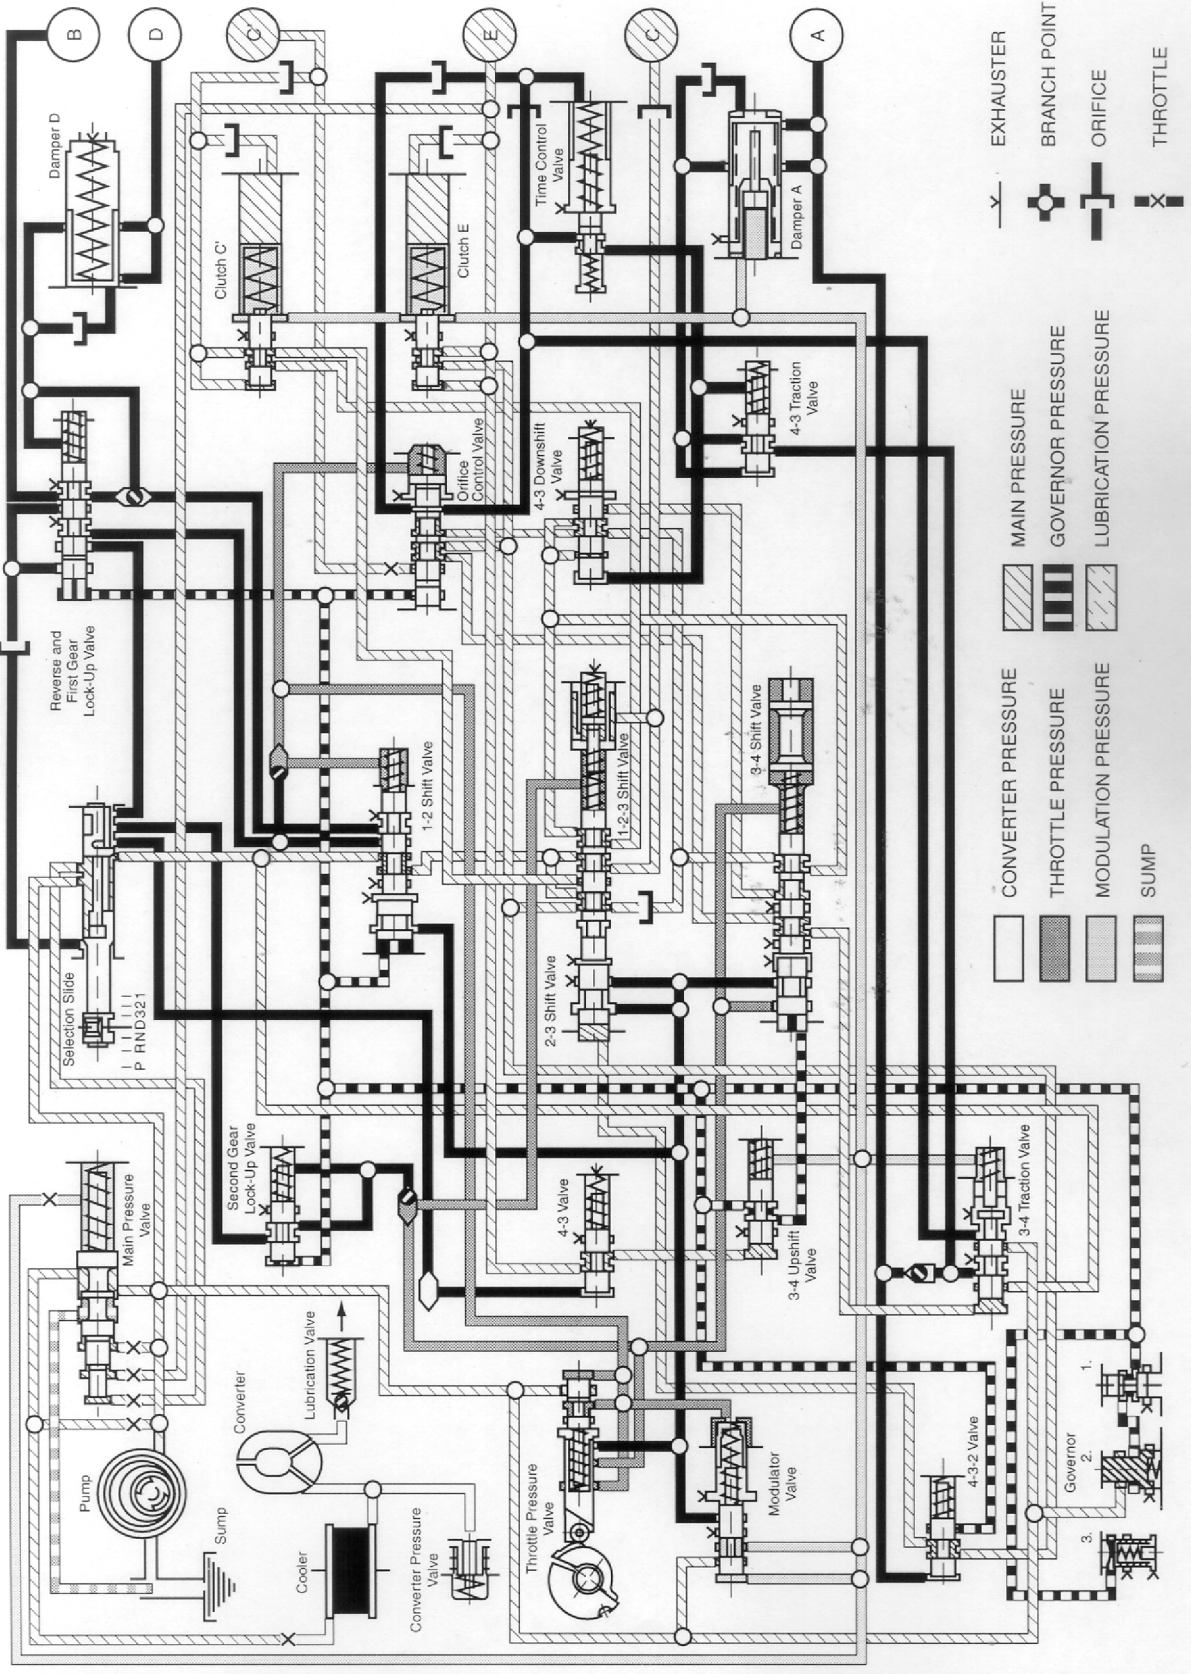 B
D
C'
E
C
A
Damper D
Clutch C'
Clutch E
Time Control
Valve
Damper A
Orifice
Control Valve
4-3 Downshift
Valve
4-3 Traction
Valve
Reverse and
First Gear
Lock-Up Valve
1-2 Shift Valve
1-2-3 Shift Valve
3-4 Shift Valve
Selection Slide
P RND321
2-3 Shift Valve
Main Pressure
Valve
Second Gear
Lock-Up Valve
4-3 Valve
3-4 Upshift
Valve
3-4 Traction Valve
Pump
Sump
Converter
Lubrication Valve
Cooler
Converter Pressure
Valve
Throttle Pressure
Valve
Modulator
Valve
4-3-2 Valve
Governor
1.
2.
3.
EXHAUSTER
BRANCH POINT
ORIFICE
THROTTLE
MAIN PRESSURE
GOVERNOR PRESSURE
LUBRICATION PRESSURE
CONVERTER PRESSURE
THROTTLE PRESSURE
MODULATION PRESSURE
SUMP